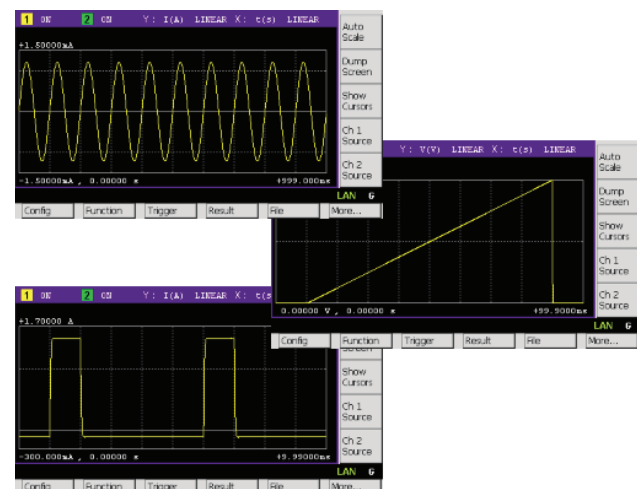 1 ON 2 ON Y: I(A) LINEAR X: t(s) LINEAR
Auto Scale
+1.50000mA
Dump Screen
Show Cursors
Ch 1 Source
Ch 2 Source
-1.50000mA , 0.00000 s +999.000ms
LAN G
Config Function Trigger Result File More...
Y: V(V) LINEAR X: t(s) LINEAR
Auto Scale
Dump Screen
Show Cursors
Ch 1 Source
Ch 2 Source
0.00000 V , 0.00000 s +99.9000ms
LAN G
Config Function Trigger Result File More...
1 ON 2 ON Y: I(A) LINEAR X: t(s
+1.70000 A
Screen
Show Cursors
Ch 1 Source
Ch 2 Source
-300.000mA , 0.00000 s +9.99000ms
LAN G
Config Function Trigger Result File More...